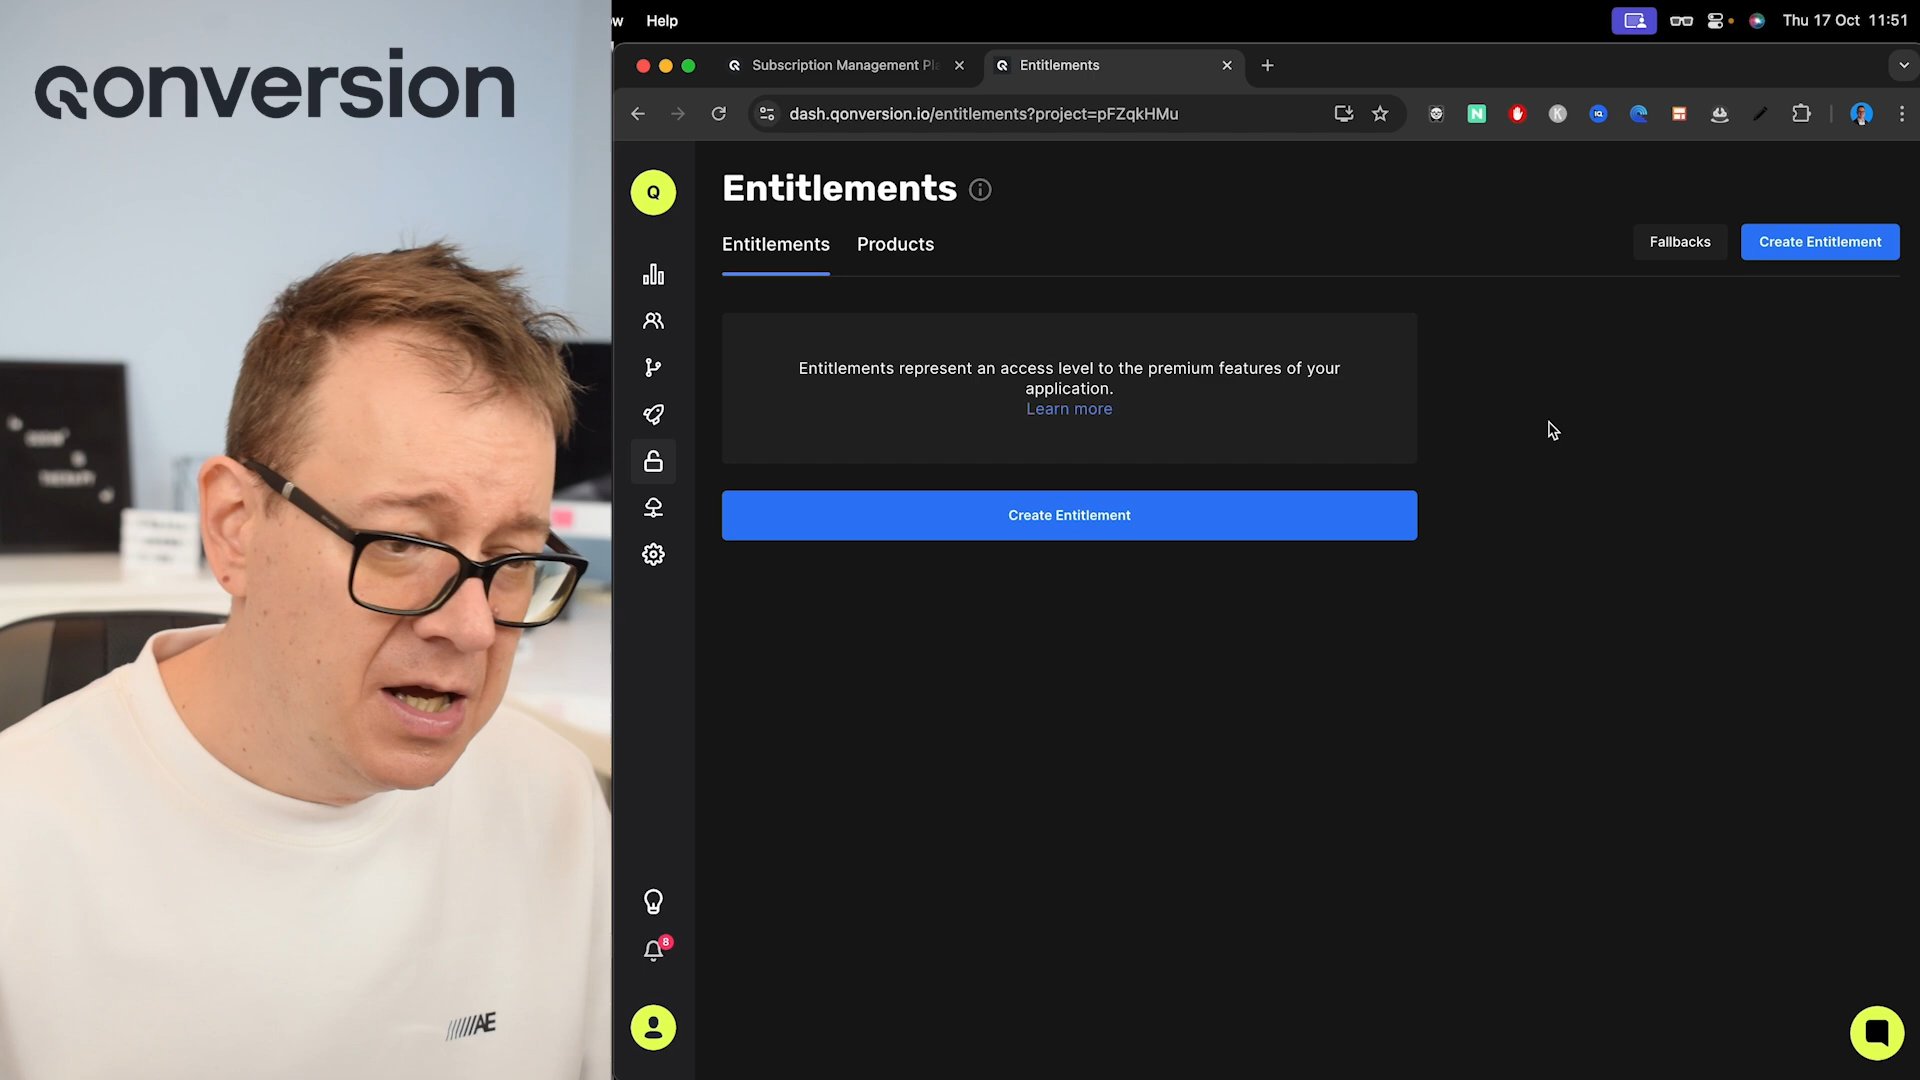 qonversion
w Help
Thu 17 Oct 11:51
Subscription Management Pl
Entitlements
dash.qonversion.io/entitlements?project=pFZqkHMu
N
K
IQ
Q
Entitlements
Entitlements Products
Fallbacks
Create Entitlement
Entitlements represent an access level to the premium features of your
application.
Learn more
Create Entitlement
8
AE